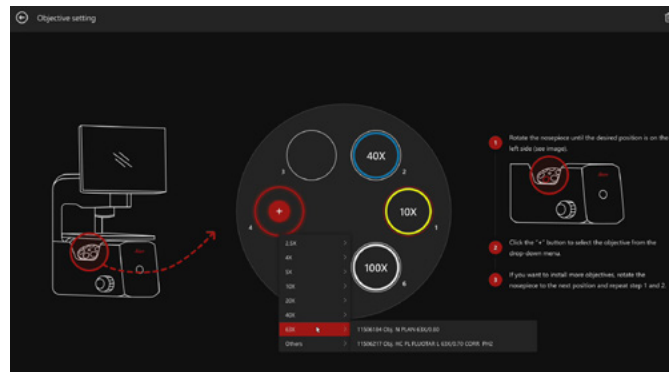 Objective setting
1
Rotate the nosepiece until the desired position is on the
left side (see image).
2
Click the "+" button to select the objective from the
drop-down menu.
3
If you want to install more objectives, rotate the
nosepiece to the next position and repeat step 1 and 2.
3
40X
2
4
+
10X
1
100X
6
2.5X
4X
5X
10X
20X
40X
63X
Others
11506184 Obj. N PLAN 63X/0.80
11506217 Obj. HC PL FLUOTAR L 63X/0.70 CORR PH2